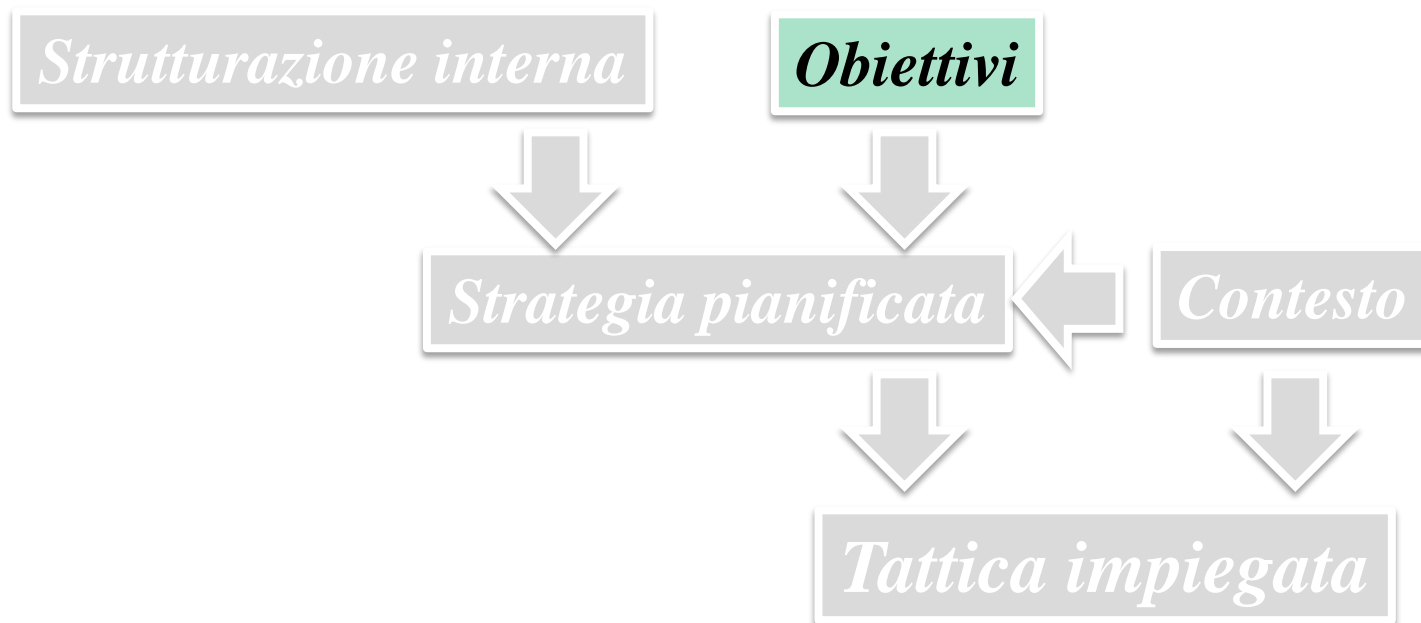 Strutturazione interna
Obiettivi
Strategia pianificata
Contesto
Tattica impiegata